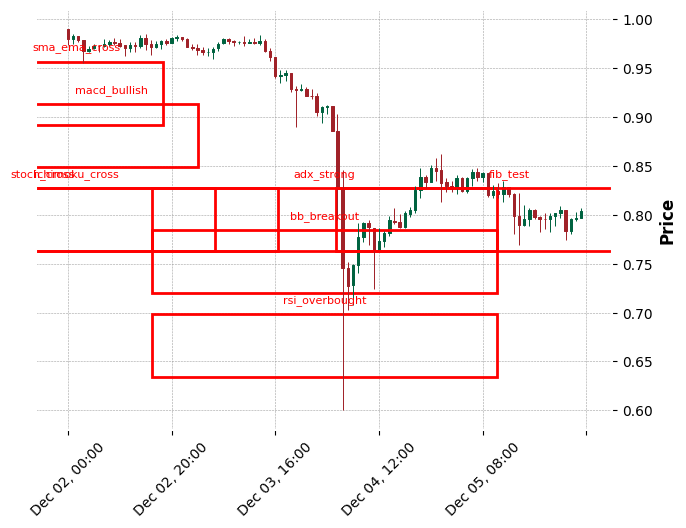 1.00
sma_ema_cross
0.95
macd_bullish
0.90
0.85
adx_strong
fib_test
0.80
bb_breakout
Price
0.75
rsi_overbought
0.70
0.65
0.60
Dec 02, 00:00
Dec 02, 20:00
Dec 03, 16:00
Dec 04, 12:00
Dec 05, 08:00